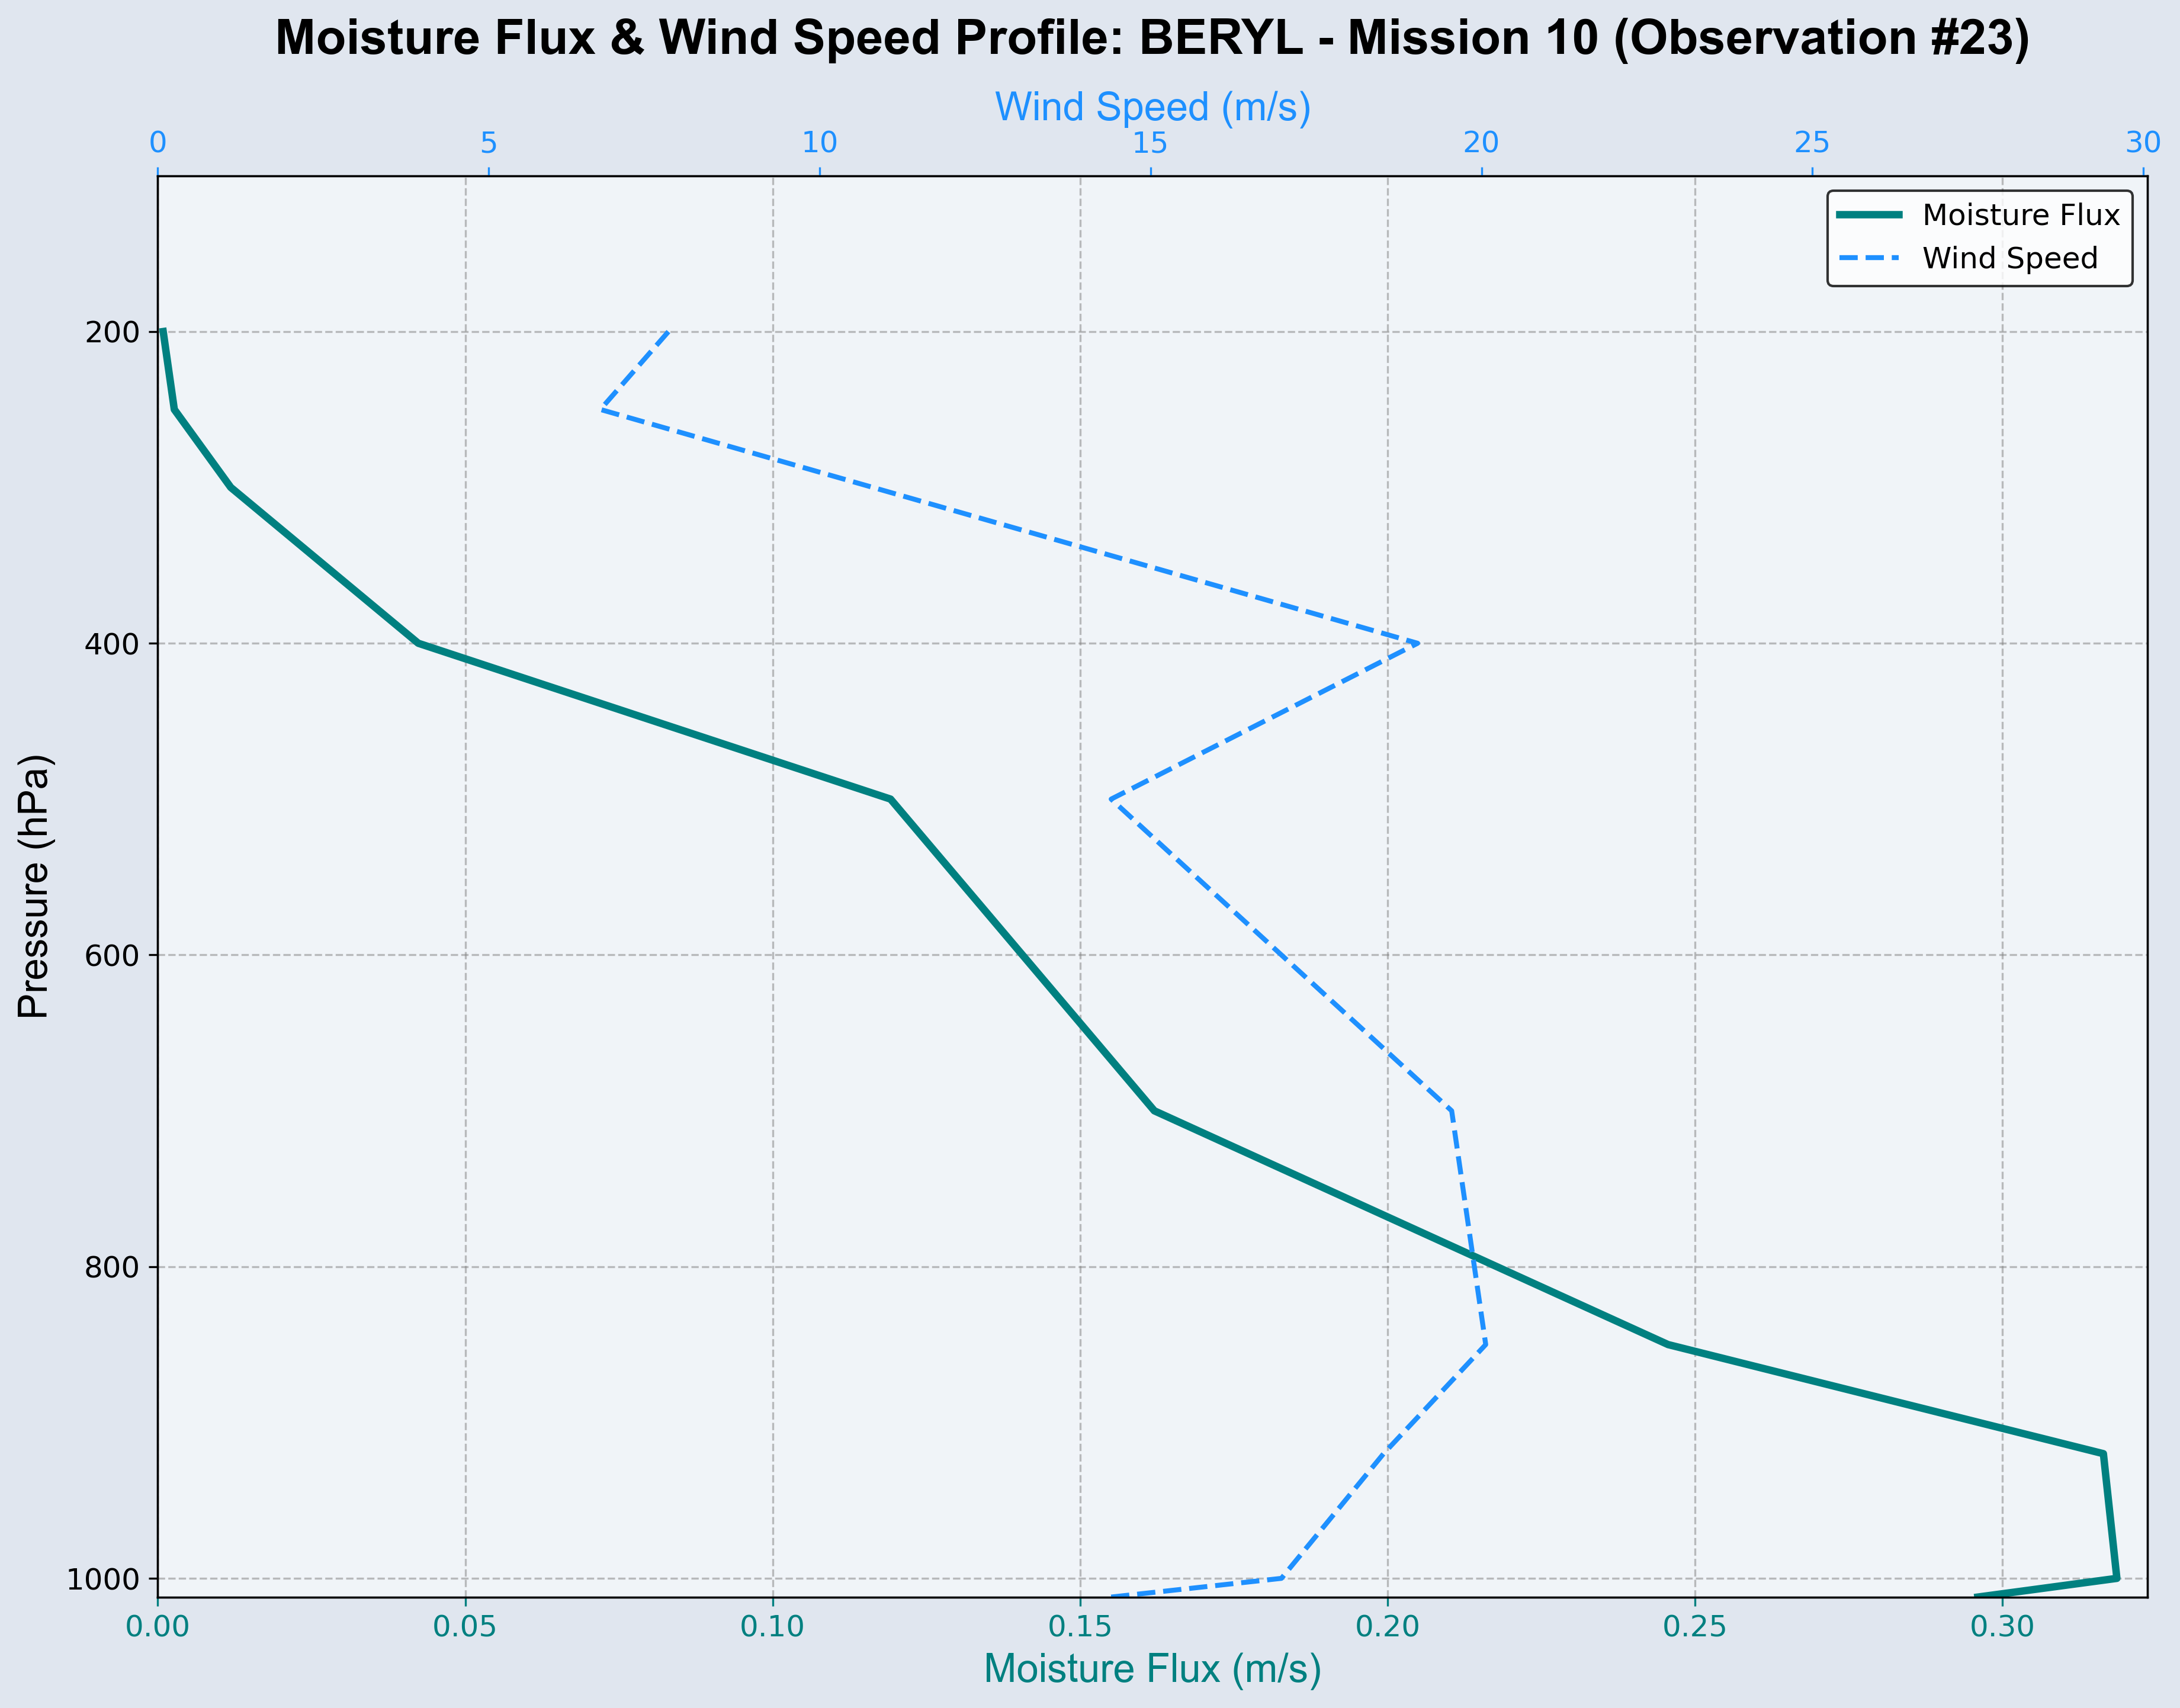 Moisture Flux & Wind Speed Profile: BERYL - Mission 10 (Observation #23)
Wind Speed (m/s)
0 5 10 15 20 25 30
Moisture Flux
Wind Speed
200
400
600
800
1000
Pressure (hPa)
0.00 0.05 0.10 0.15 0.20 0.25 0.30
Moisture Flux (m/s)